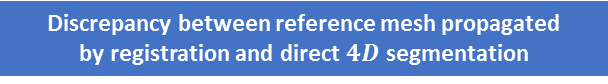 Discrepancy between reference mesh propagated
by registration and direct 4D segmentation